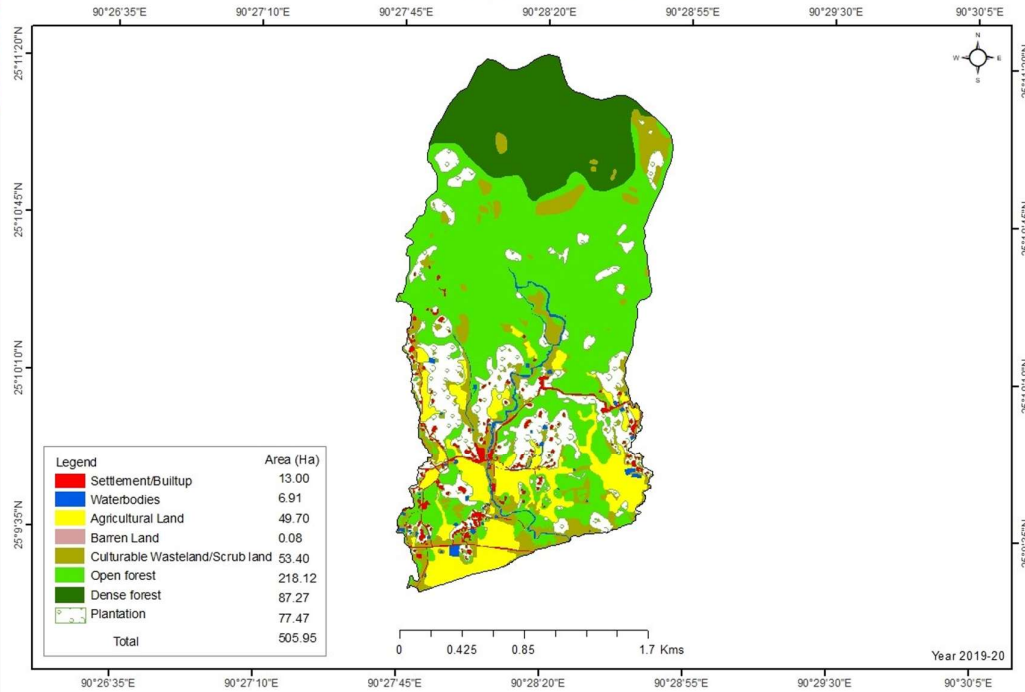 90°26'35"E 90°27'10"E 90°27'45"E 90°28'20"E 90°28'55"E 90°29'30"E 90°30'5"E
25°11'20"N
25°10'45"N
25°10'10"N
25°9'35"N
N
W E
S
Legend Area (Ha)
Settlement/Builtup 13.00
Waterbodies 6.91
Agricultural Land 49.70
Barren Land 0.08
Culturable Wasteland/Scrub land 53.40
Open forest 218.12
Dense forest 87.27
Plantation 77.47
Total 505.95
0 0.425 0.85 1.7 Kms
Year 2019-20
90°26'35"E 90°27'10"E 90°27'45"E 90°28'20"E 90°28'55"E 90°29'30"E 90°30'5"E